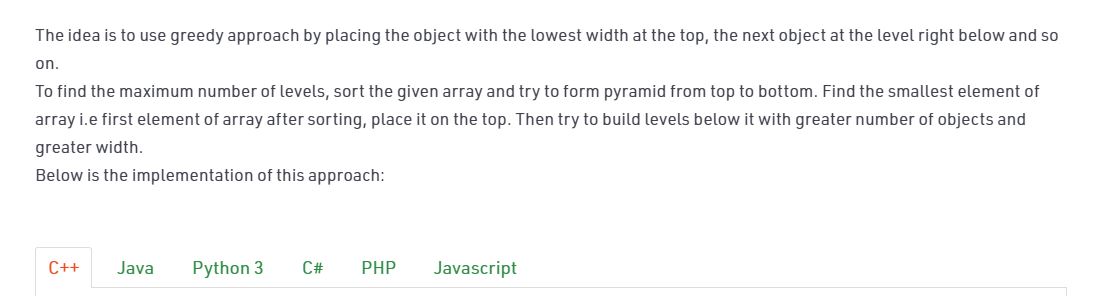 The idea is to use greedy approach by placing the object with the lowest width at the top, the next object at the level right below and so
on.
To find the maximum number of levels, sort the given array and try to form pyramid from top to bottom. Find the smallest element of
array i.e first element of array after sorting, place it on the top. Then try to build levels below it with greater number of objects and
greater width.
Below is the implementation of this approach:
C++ Java Python 3 C# PHP Javascript